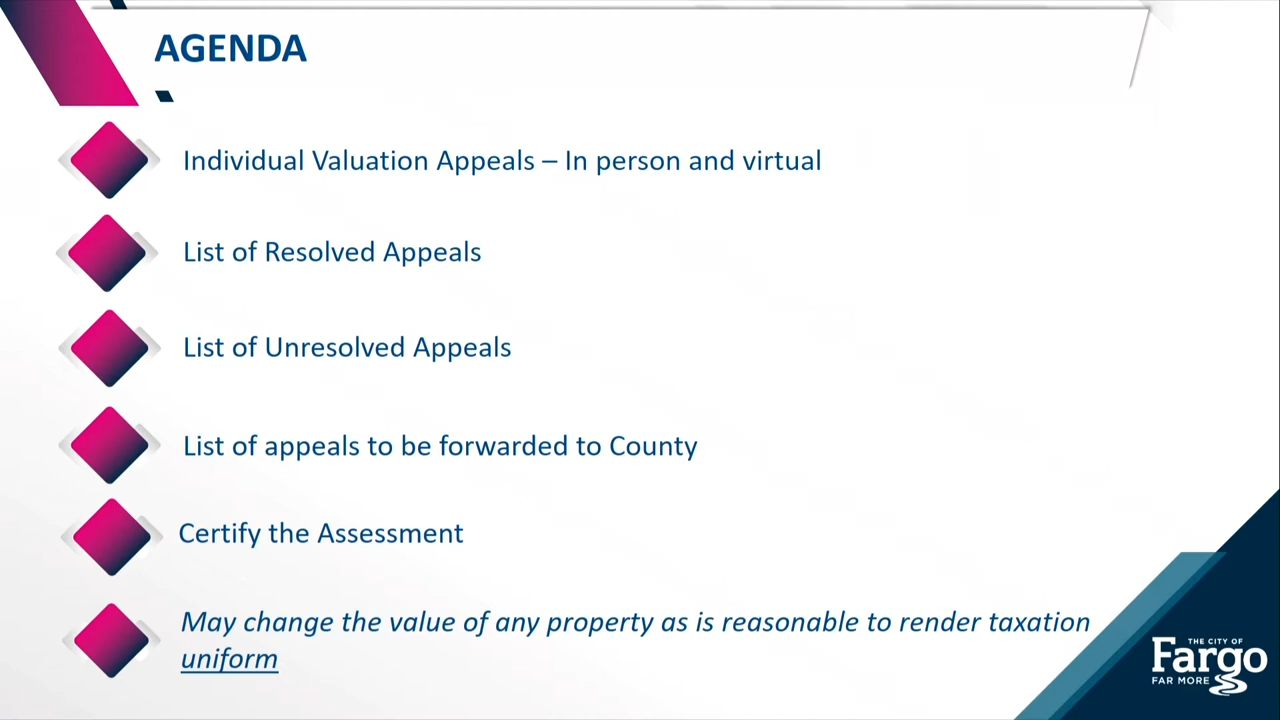 AGENDA
Individual Valuation Appeals – In person and virtual
List of Resolved Appeals
List of Unresolved Appeals
List of appeals to be forwarded to County
Certify the Assessment
May change the value of any property as is reasonable to render taxation
uniform
THE CITY OF
Fargo
FAR MORE